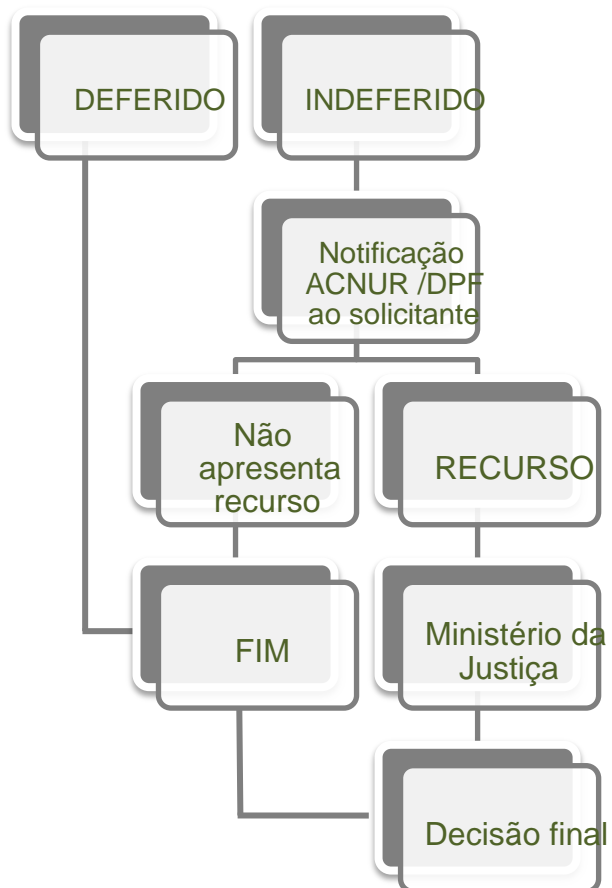 DEFERIDO
INDEFERIDO
Notificação
ACNUR /DPF
ao solicitante
Não
apresenta
recurso
RECURSO
FIM
Ministério da
Justiça
Decisão final